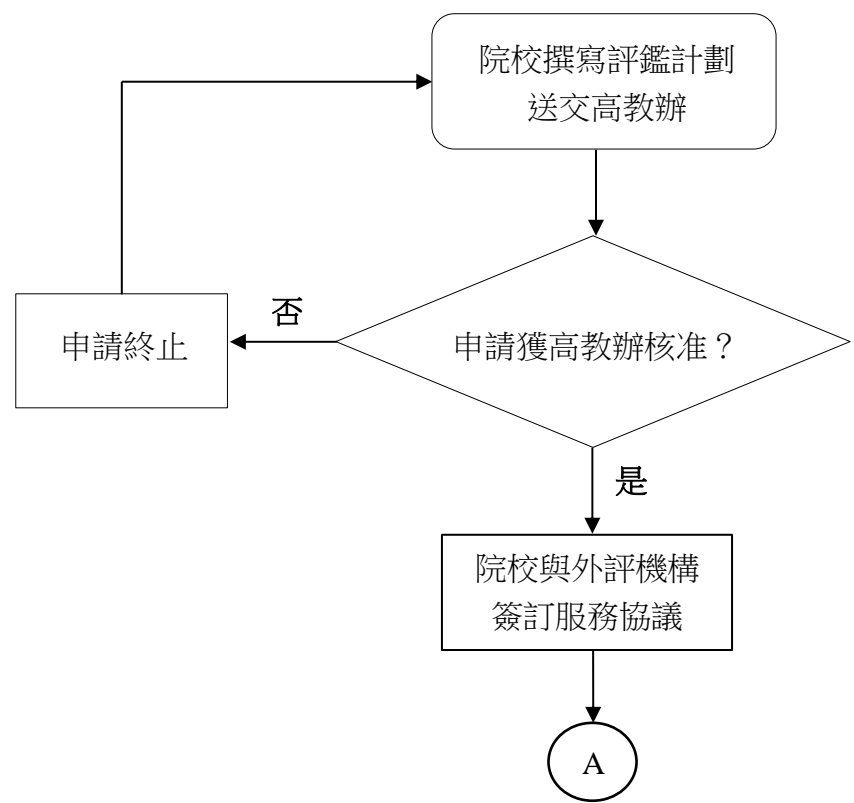 院校撰寫評鑑計劃
送交高教辦
否
申請終止
申請獲高教辦核准？
是
院校與外評機構
簽訂服務協議
A